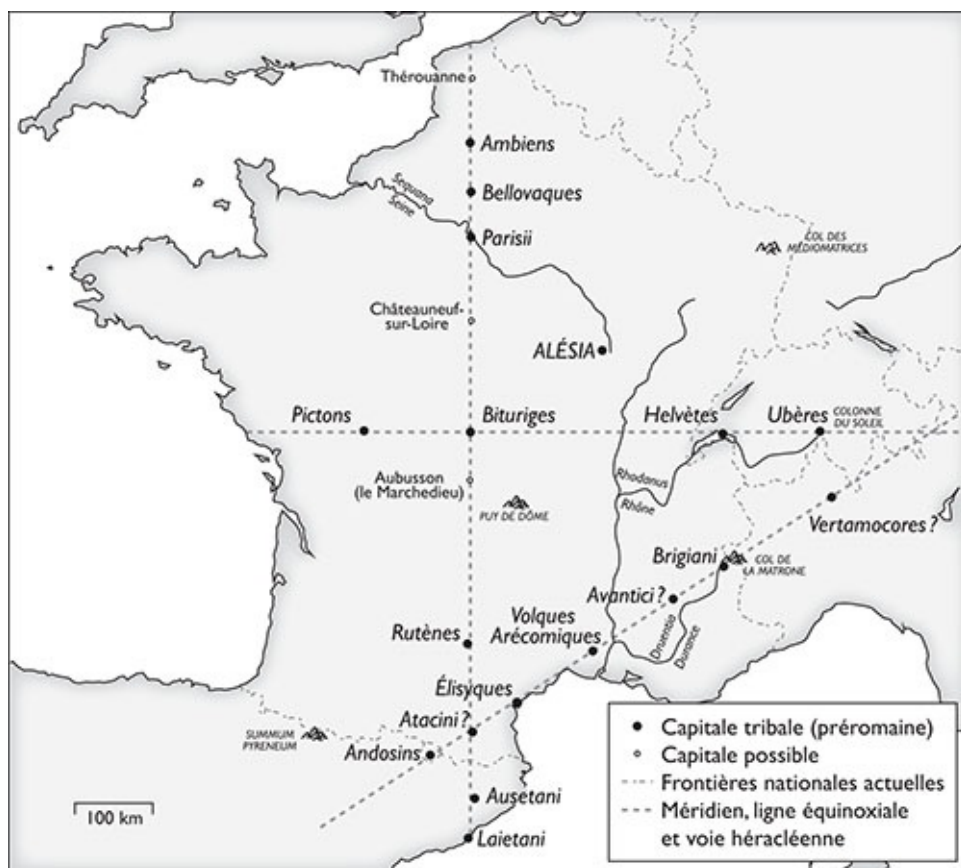 Thérouanne
Ambiens
Bellovaques
Sequana
Seine
Parisii
COL DES
MÉDIOMATRICES
Châteauneuf-
sur-Loire
ALÉSIA
Pictons
Bituriges
Helvètes
Ubères
COLONNE
DU SOLEIL
Aubusson
(le Marchedieu)
PUY DE DÔME
Rhodanus
Rhône
Vertamocores ?
Brigiani
COL DE
LA MATRONE
Avantici ?
Druentia
Durance
Volques
Arécomiques
Rutènes
Élisyques
Atacini ?
SUMMUM
PYRENEUM
Andosins
Ausetani
Laietani
100 km
Capitale tribale (préromaine)
Capitale possible
Frontières nationales actuelles
Méridien, ligne équinoxiale
et voie héracléenne